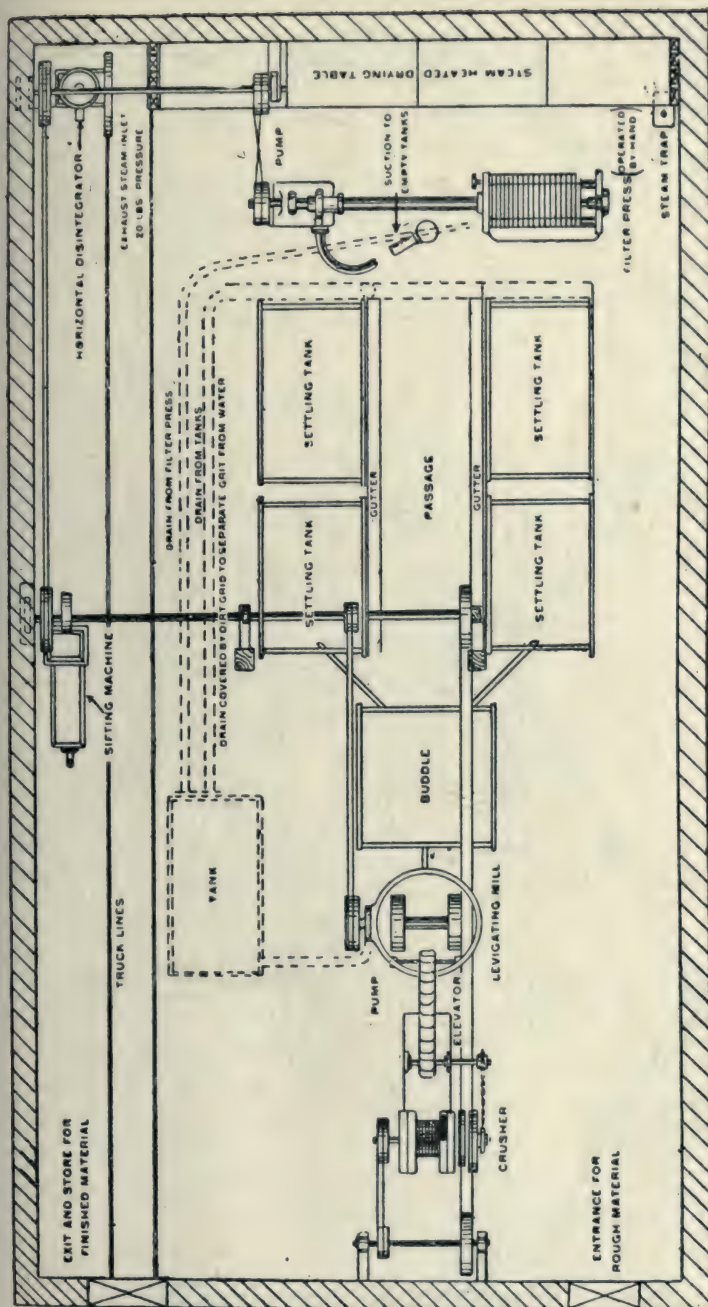 EXIT AND STORE FOR
FINISHED MATERIAL
TRUCK LINES
SIFTING MACHINE
HORIZONTAL DISINTEGRATOR
EXHAUST STEAM INLET
20 LBS PRESSURE
STEAM HEATED DRYING TABLE
PUMP
SUCTION TO
EMPTY TANKS
FILTER PRESS (OPERATED
BY HAND)
STEAM TRAP
DRAIN FROM FILTER PRESS
DRAIN FROM TANKS
DRAIN COVERED BY DIRT GRID TO SEPARATE GRIT FROM WATER
TANK
SETTLING TANK
SETTLING TANK
GUTTER
PASSAGE
GUTTER
SETTLING TANK
SETTLING TANK
BUDDLE
PUMP
LEVIGATING MILL
ELEVATOR
CRUSHER
ENTRANCE FOR
ROUGH MATERIAL